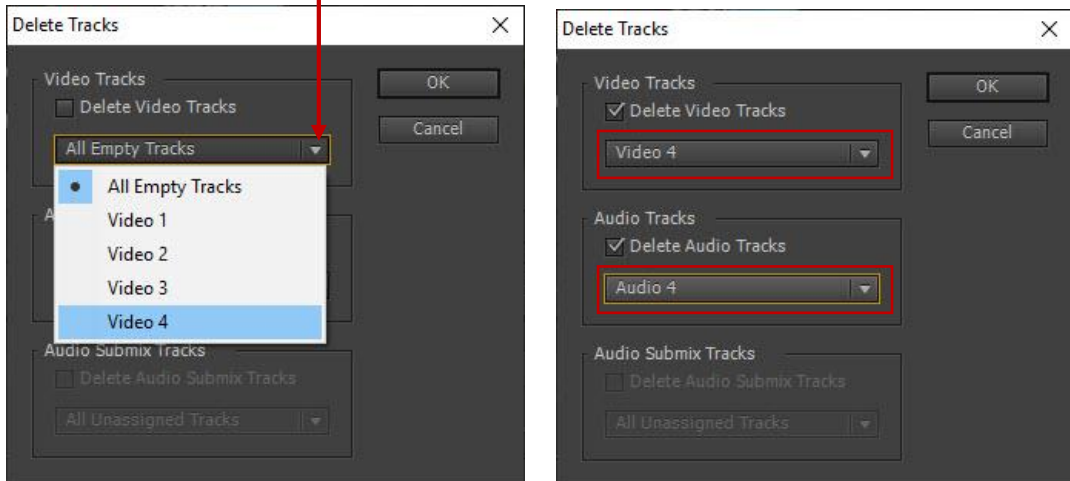 Delete Tracks
Video Tracks
Delete Video Tracks
OK
Cancel
All Empty Tracks
All Empty Tracks
Video 1
Video 2
Video 3
Video 4
A
Audio Submix Tracks
Delete Audio Submix Tracks
All Unassigned Tracks
Delete Tracks
Video Tracks
Delete Video Tracks
OK
Cancel
Video 4
Audio Tracks
Delete Audio Tracks
Audio 4
Audio Submix Tracks
Delete Audio Submix Tracks
All Unassigned Tracks